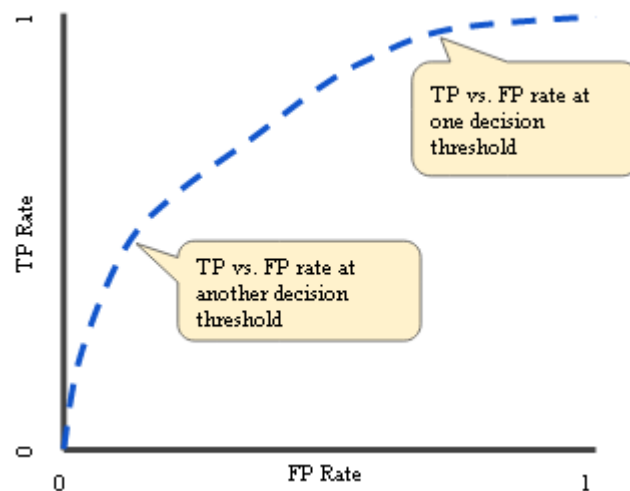 1
TP vs. FP rate at
one decision
threshold
TP Rate
TP vs. FP rate at
another decision
threshold
0
0
FP Rate
1